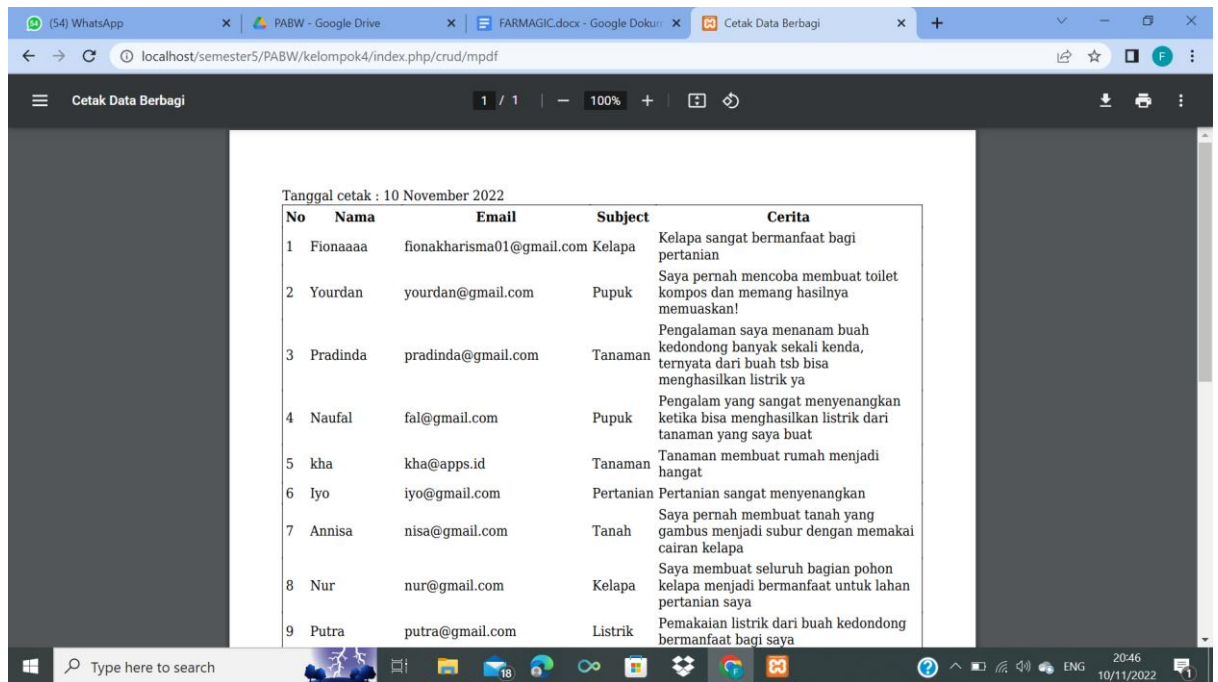 (54) WhatsApp
PABW - Google Drive
FARMAGIC.docx - Google Dokum
Cetak Data Berbagi
localhost/semester5/PABW/kelompok4/index.php/crud/mpdf
F
Cetak Data Berbagi
1 / 1
100%
Tanggal cetak : 10 November 2022
No Nama Email Subject Cerita
1 Fionaaaa fionakharisma01@gmail.com Kelapa Kelapa sangat bermanfaat bagi
pertanian
2 Yourdan yourdan@gmail.com Pupuk Saya pernah mencoba membuat toilet
kompos dan memang hasilnya
memuaskan!
3 Pradinda pradinda@gmail.com Tanaman Pengalaman saya menanam buah
kedondong banyak sekali kenda,
ternyata dari buah tsb bisa
menghasilkan listrik ya
4 Naufal fal@gmail.com Pupuk Pengalam yang sangat menyenangkan
ketika bisa menghasilkan listrik dari
tanaman yang saya buat
5 kha kha@apps.id Tanaman Tanaman membuat rumah menjadi
hangat
6 Iyo iyo@gmail.com Pertanian Pertanian sangat menyenangkan
7 Annisa nisa@gmail.com Tanah Saya pernah membuat tanah yang
gambus menjadi subur dengan memakai
cairan kelapa
8 Nur nur@gmail.com Kelapa Saya membuat seluruh bagian pohon
kelapa menjadi bermanfaat untuk lahan
pertanian saya
9 Putra putra@gmail.com Listrik Pemakaian listrik dari buah kedondong
bermanfaat bagi saya
Type here to search
18
ENG
20:46
10/11/2022
1